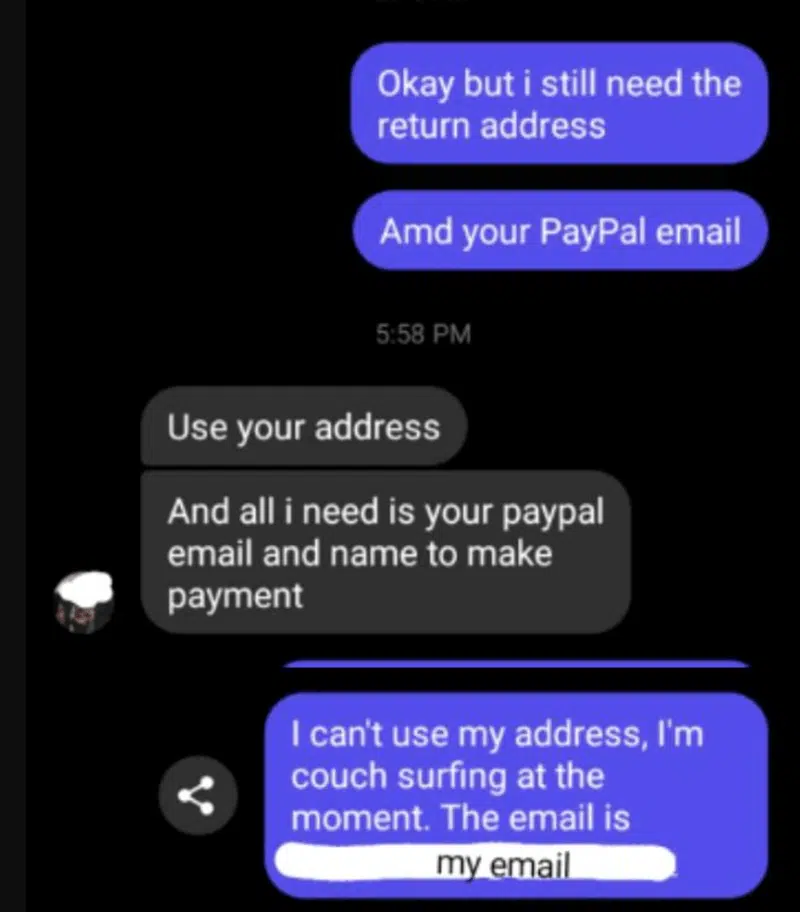 Okay but i still need the
return address
Amd your PayPal email
5:58 PM
Use your address
And all i need is your paypal
email and name to make
payment
I can't use my address, I'm
couch surfing at the
moment. The email is
my email